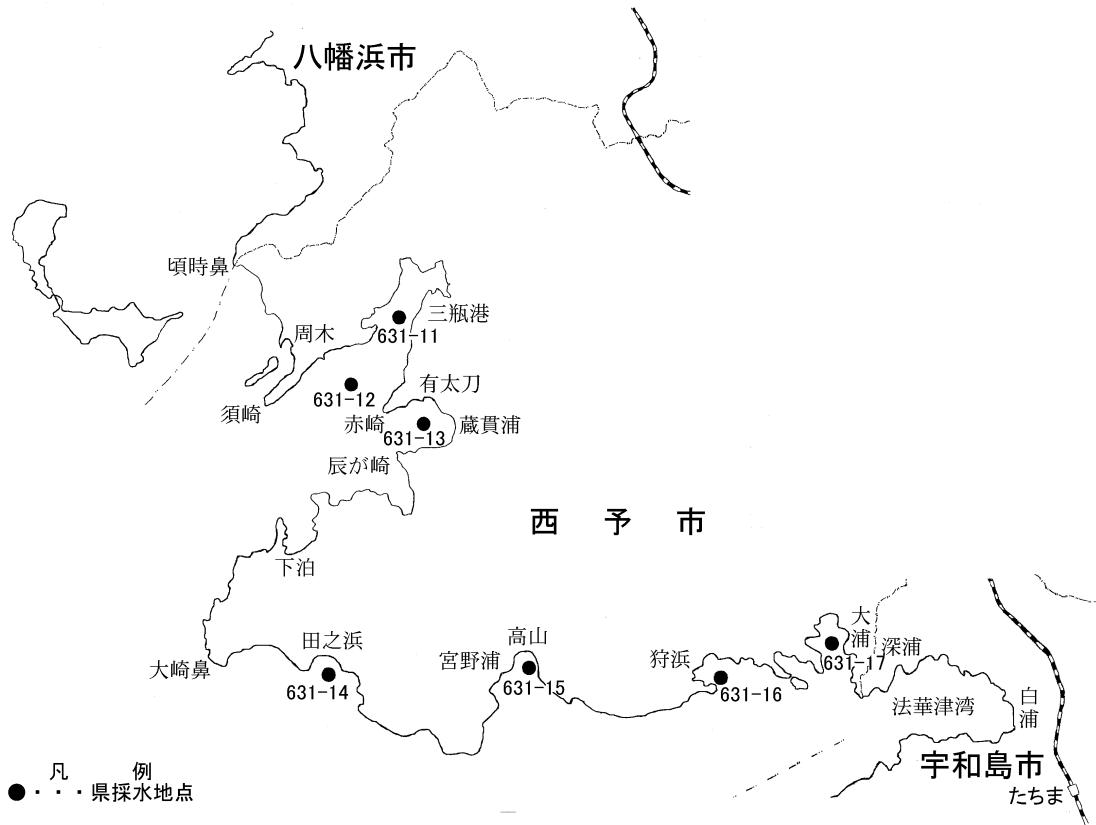 八幡浜市
頃時鼻
三瓶港
631-11
周木
有太刀
631-12
須崎
赤崎
蔵貫浦
631-13
辰が崎
西予市
下泊
大浦
高山
田之浜
深浦
宮野浦
狩浜
631-17
大崎鼻
631-14
631-15
631-16
法華津湾
白浦
宇和島市
凡例
●・・・県採水地点
たちま